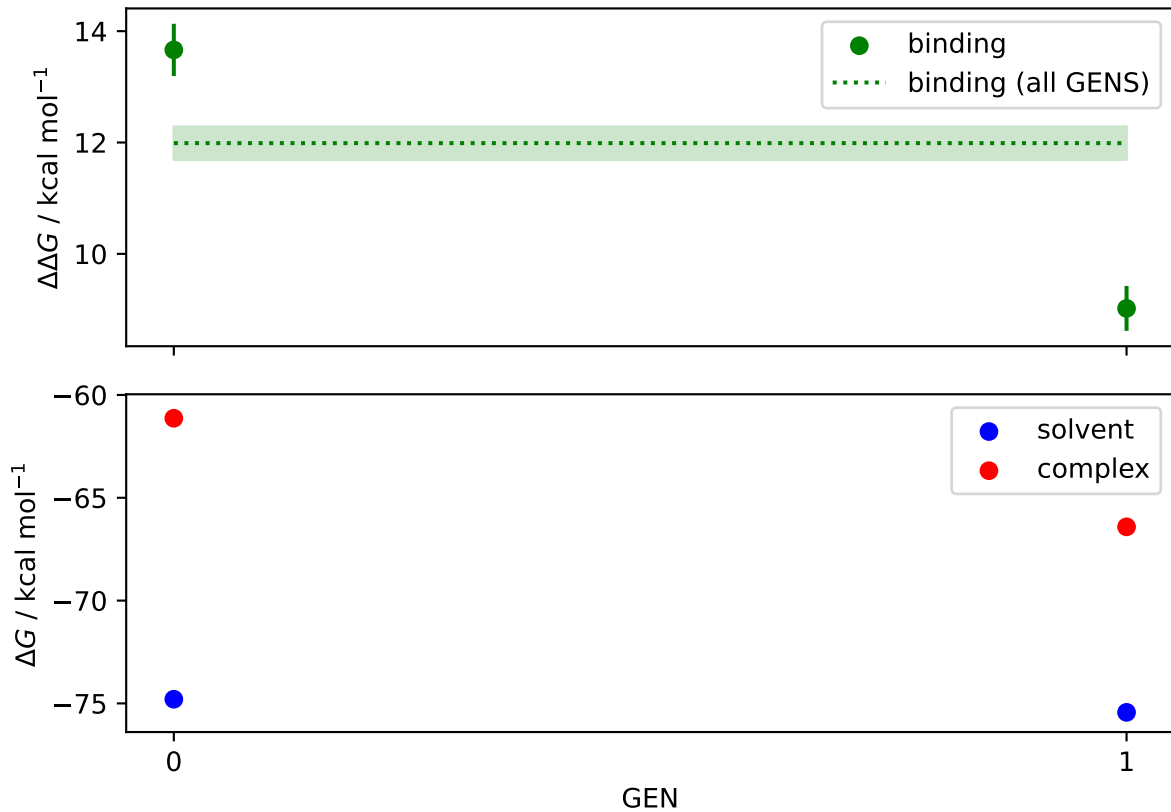 14
12
10
ΔΔG / kcal mol⁻¹
binding
binding (all GENS)
−60
−65
−70
−75
ΔG / kcal mol⁻¹
solvent
complex
0
1
GEN